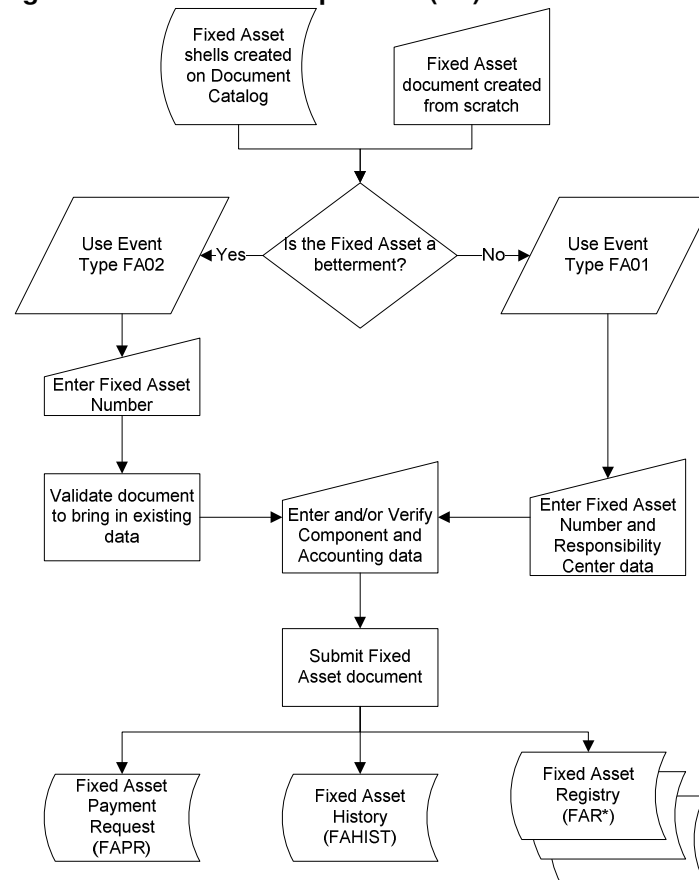 Fixed Asset
shells created
on Document
Catalog
Fixed Asset
document created
from scratch
Is the Fixed Asset a
betterment?
Yes
No
Use Event
Type FA02
Use Event
Type FA01
Enter Fixed Asset
Number
Validate document
to bring in existing
data
Enter and/or Verify
Component and
Accounting data
Enter Fixed Asset
Number and
Responsibility
Center data
Submit Fixed
Asset document
Fixed Asset
Payment
Request
(FAPR)
Fixed Asset
History
(FAHIST)
Fixed Asset
Registry
(FAR*)